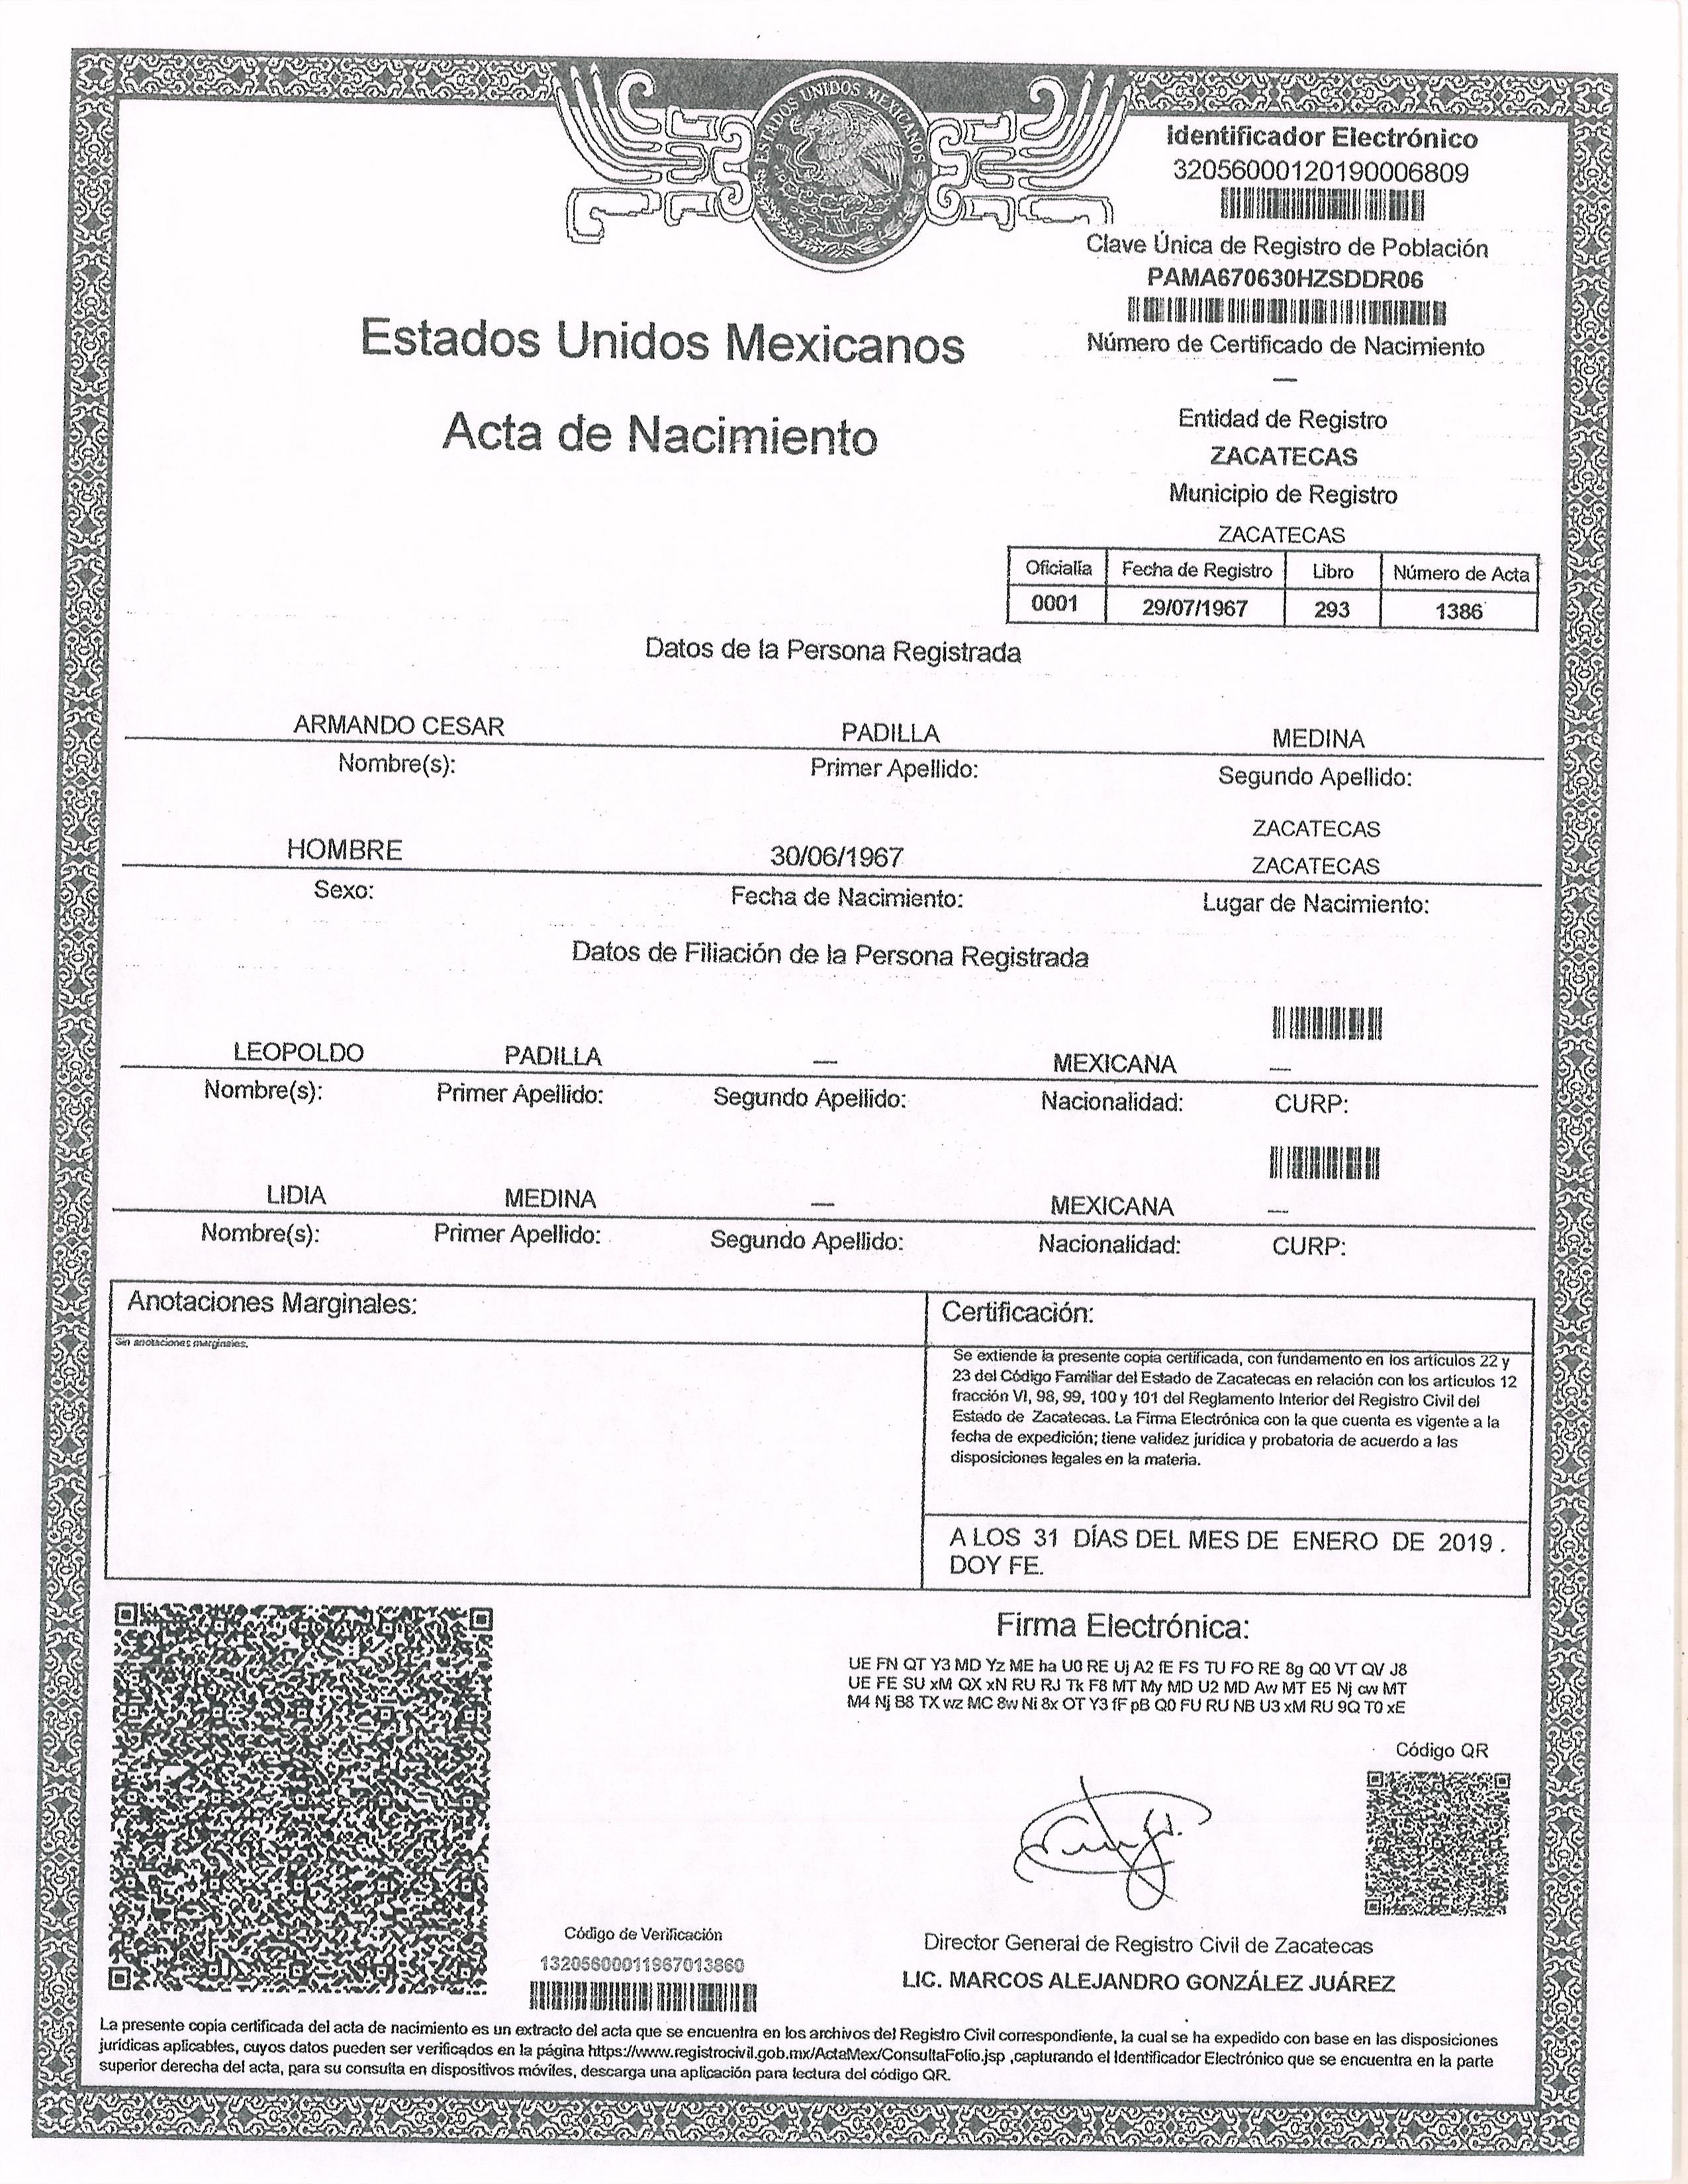 ESTADOS UNIDOS MEXICANOS
Identificador Electrónico
32056000120190006809
Clave Única de Registro de Población
PAMA670630HZSDDR06
Número de Certificado de Nacimiento
—
Estados Unidos Mexicanos
Acta de Nacimiento
Entidad de Registro
ZACATECAS
Municipio de Registro
ZACATECAS
Oficialía Fecha de Registro Libro Número de Acta
0001 29/07/1967 293 1386
Datos de la Persona Registrada
ARMANDO CESAR PADILLA MEDINA
Nombre(s): Primer Apellido: Segundo Apellido:
ZACATECAS
HOMBRE 30/06/1967 ZACATECAS
Sexo: Fecha de Nacimiento: Lugar de Nacimiento:
Datos de Filiación de la Persona Registrada
LEOPOLDO PADILLA — MEXICANA —
Nombre(s): Primer Apellido: Segundo Apellido: Nacionalidad: CURP:
LIDIA MEDINA — MEXICANA —
Nombre(s): Primer Apellido: Segundo Apellido: Nacionalidad: CURP:
Anotaciones Marginales:
Sin anotaciones marginales.
Certificación:
Se extiende la presente copia certificada, con fundamento en los artículos 22 y
23 del Código Familiar del Estado de Zacatecas en relación con los artículos 12
fracción VI, 98, 99, 100 y 101 del Reglamento Interior del Registro Civil del
Estado de Zacatecas. La Firma Electrónica con la que cuenta es vigente a la
fecha de expedición; tiene validez jurídica y probatoria de acuerdo a las
disposiciones legales en la materia.
A LOS 31 DÍAS DEL MES DE ENERO DE 2019 .
DOY FE.
Firma Electrónica:
UE FN QT Y3 MD Yz ME ha U0 RE Uj A2 fE FS TU FO RE 8g Q0 VT QV J8
UE FE SU xM QX xN RU RJ Tk F8 MT My MD U2 MD Aw MT E5 Nj cw MT
M4 Nj B8 TX wz MC 8w Ni 8x OT Y3 fF pB Q0 FU RU NB U3 xM RU 9Q T0 xE
Código QR
Código de Verificación
13205600011967013860
Director General de Registro Civil de Zacatecas
LIC. MARCOS ALEJANDRO GONZÁLEZ JUÁREZ
La presente copia certificada del acta de nacimiento es un extracto del acta que se encuentra en los archivos del Registro Civil correspondiente, la cual se ha expedido con base en las disposiciones
jurídicas aplicables, cuyos datos pueden ser verificados en la página https://www.registrocivil.gob.mx/ActaMex/ConsultaFolio.jsp ,capturando el Identificador Electrónico que se encuentra en la parte
superior derecha del acta, para su consulta en dispositivos móviles, descarga una aplicación para lectura del código QR.